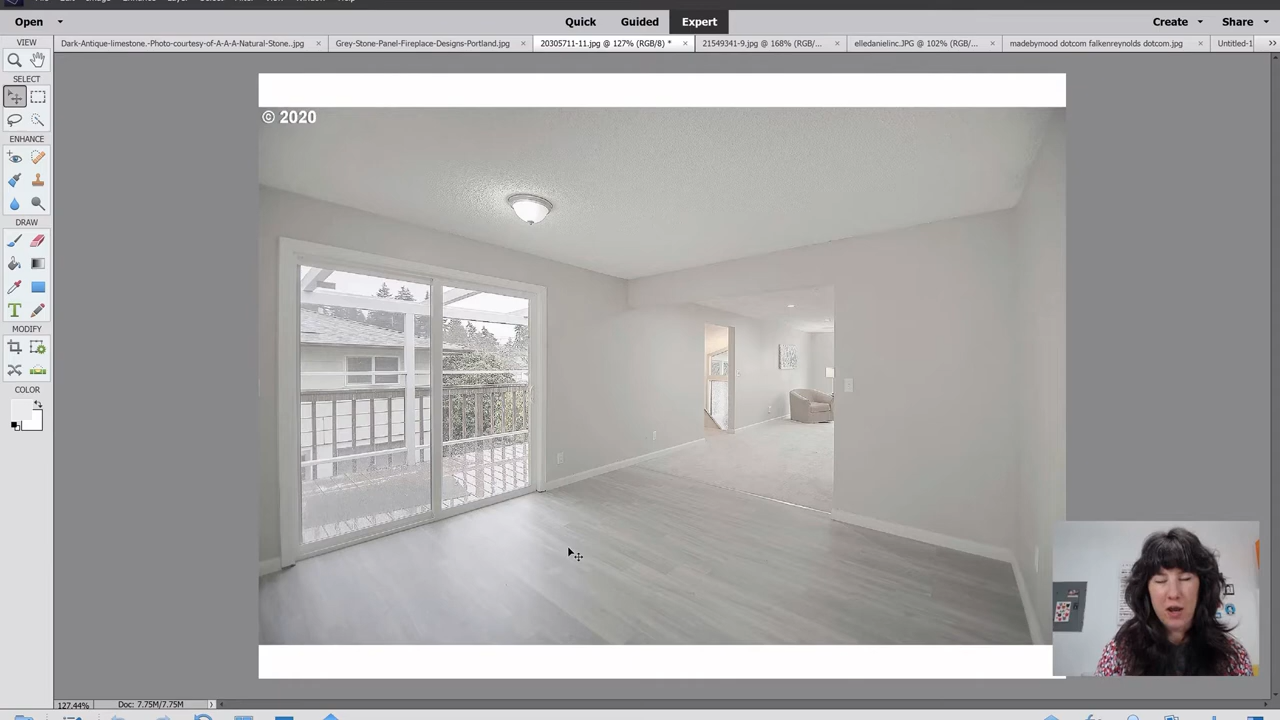 Open
Quick
Guided
Expert
Create
Share
VIEW
Dark-Antique-limestone.-Photo-courtesy-of-A-A-A-Natural-Stone..jpg
Grey-Stone-Panel-Fireplace-Designs-Portland.jpg
20305711-11.jpg @ 127% (RGB/8) *
21549341-9.jpg @ 168% (RGB/...
elledanielinc.JPG @ 102% (RGB/...
madebymood dotcom falkenreynolds dotcom.jpg
Untitled-1
SELECT
© 2020
ENHANCE
DRAW
MODIFY
COLOR
127.44%
Doc: 7.75M/7.75M